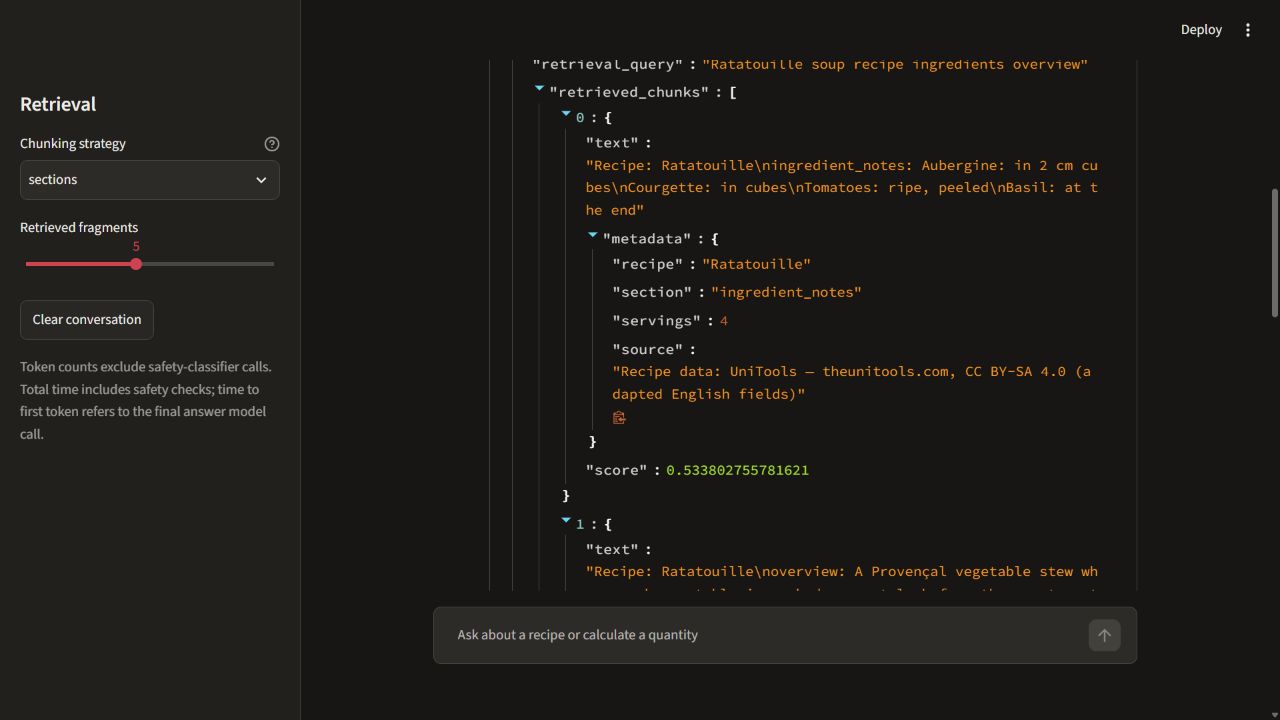 Deploy
Retrieval
Chunking strategy
sections
Retrieved fragments
5
Clear conversation
Token counts exclude safety-classifier calls.
Total time includes safety checks; time to
first token refers to the final answer model
call.
"retrieval_query" : "Ratatouille soup recipe ingredients overview"
"retrieved_chunks" : [
0 : {
"text" :
"Recipe: Ratatouille\ningredient_notes: Aubergine: in 2 cm cu
bes\nCourgette: in cubes\nTomatoes: ripe, peeled\nBasil: at t
he end"
"metadata" : {
"recipe" : "Ratatouille"
"section" : "ingredient_notes"
"servings" : 4
"source" :
"Recipe data: UniTools — theunitools.com, CC BY-SA 4.0 (a
dapted English fields)"
}
"score" : 0.533802755781621
}
1 : {
"text" :
"Recipe: Ratatouille\noverview: A Provençal vegetable stew wh
Ask about a recipe or calculate a quantity